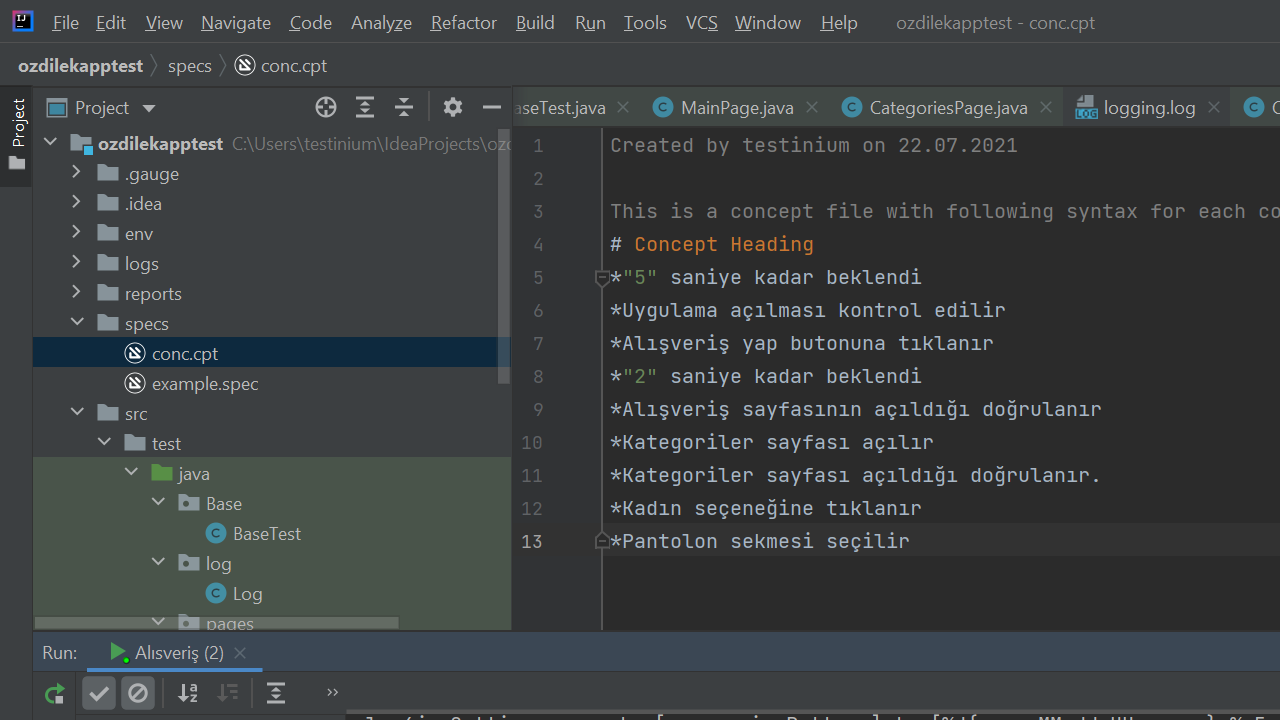 File Edit View Navigate Code Analyze Refactor Build Run Tools VCS Window Help ozdilekapptest - conc.cpt
ozdilekapptest specs conc.cpt
Project
Project
aseTest.java MainPage.java CategoriesPage.java logging.log
ozdilekapptest C:\Users\testinium\IdeaProjects\ozd
.gauge
.idea
env
logs
reports
specs
conc.cpt
example.spec
src
test
java
Base
BaseTest
log
Log
pages
1 Created by testinium on 22.07.2021
2
3 This is a concept file with following syntax for each co
4 # Concept Heading
5 *"5" saniye kadar beklendi
6 *Uygulama açılması kontrol edilir
7 *Alışveriş yap butonuna tıklanır
8 *"2" saniye kadar beklendi
9 *Alışveriş sayfasının açıldığı doğrulanır
10 *Kategoriler sayfası açılır
11 *Kategoriler sayfası açıldığı doğrulanır.
12 *Kadın seçeneğine tıklanır
13 *Pantolon sekmesi seçilir
Run: Alısveriş (2)